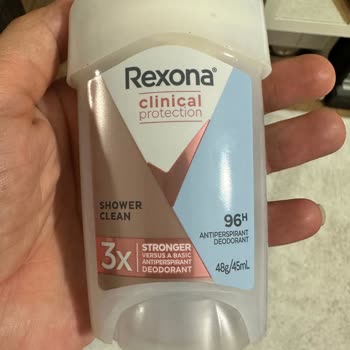 Rexona®
clinical
protection
SHOWER
CLEAN
96H
ANTIPERSPIRANT
DEODORANT
3x
STRONGER
VERSUS A BASIC
ANTIPERSPIRANT
DEODORANT
48g/45mL